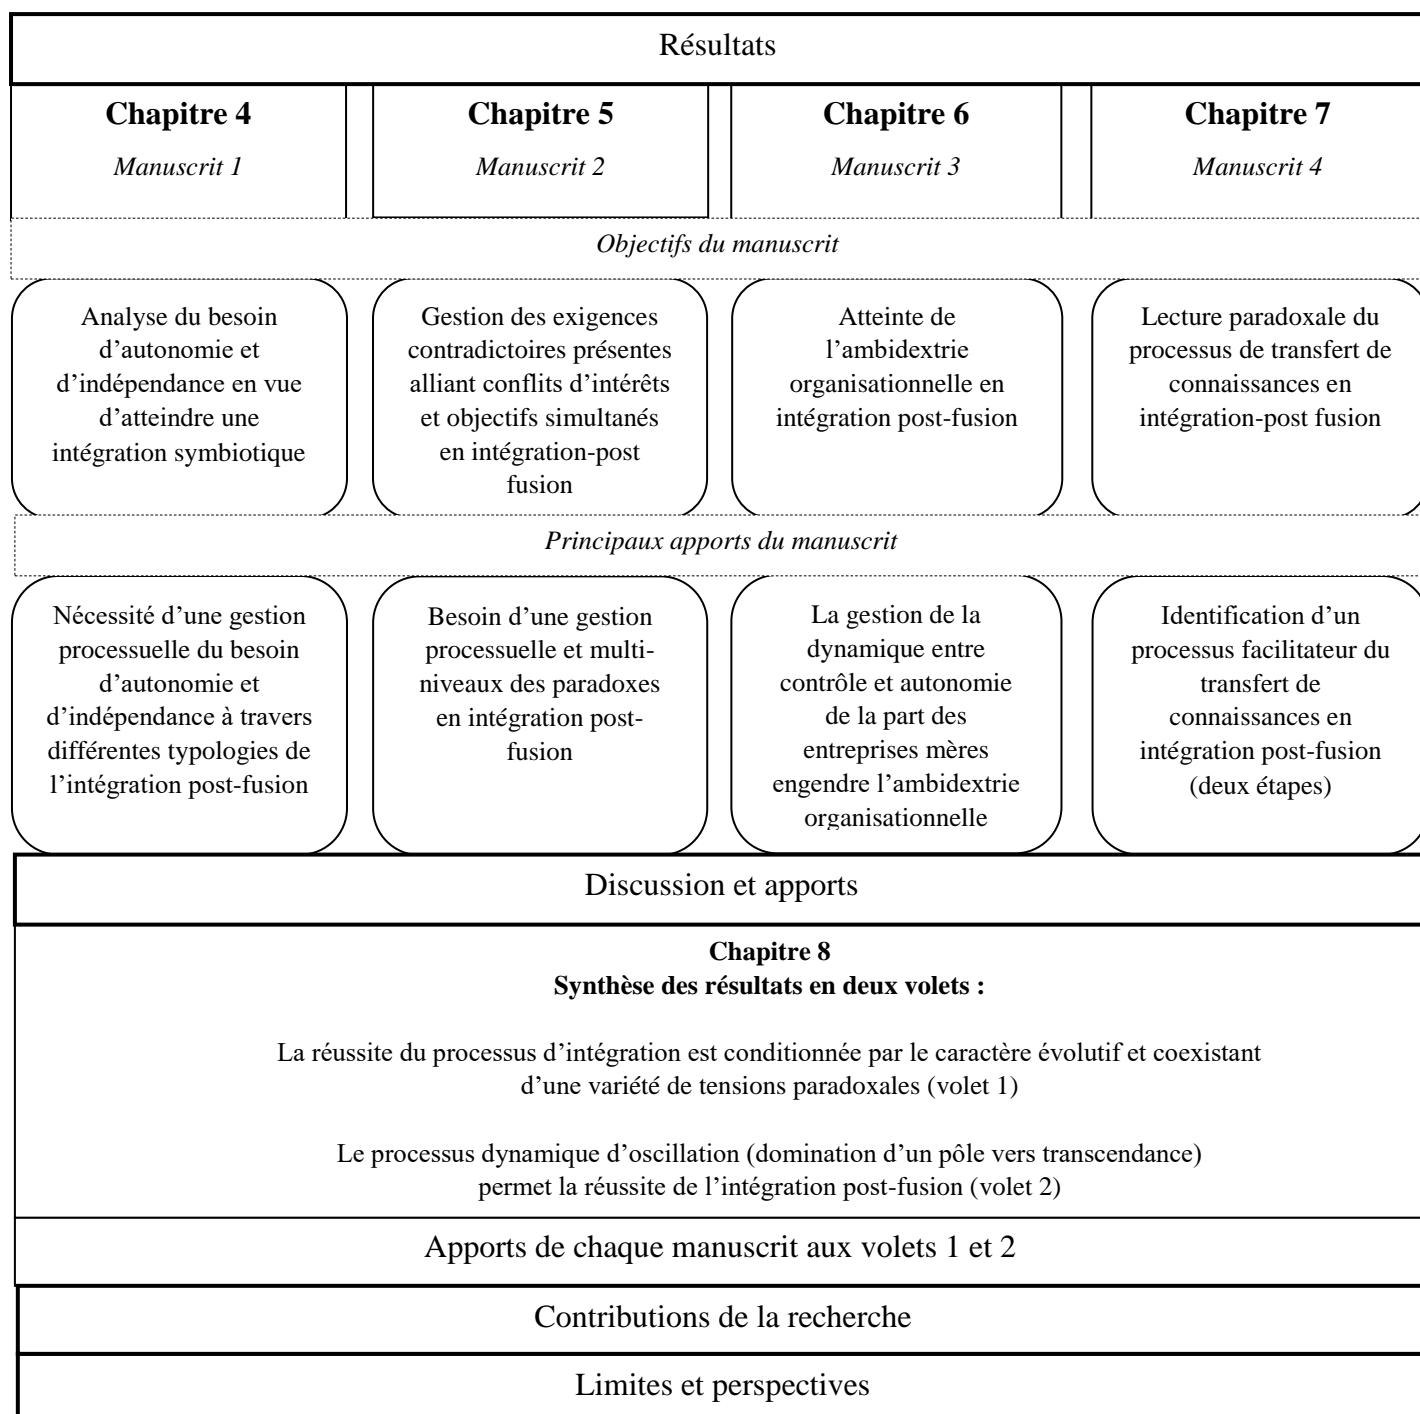 Résultats
Chapitre 4
Manuscrit 1
Chapitre 5
Manuscrit 2
Chapitre 6
Manuscrit 3
Chapitre 7
Manuscrit 4
Objectifs du manuscrit
Analyse du besoin
d’autonomie et
d’indépendance en vue
d’atteindre une
intégration symbiotique
Gestion des exigences
contradictoires présentes
alliant conflits d’intérêts
et objectifs simultanés
en intégration-post
fusion
Atteinte de
l’ambidextrie
organisationnelle en
intégration post-fusion
Lecture paradoxale du
processus de transfert de
connaissances en
intégration-post fusion
Principaux apports du manuscrit
Nécessité d’une gestion
processuelle du besoin
d’autonomie et
d’indépendance à travers
différentes typologies de
l’intégration post-fusion
Besoin d’une gestion
processuelle et multi-
niveaux des paradoxes
en intégration post-
fusion
La gestion de la
dynamique entre
contrôle et autonomie
de la part des
entreprises mères
engendre l’ambidextrie
organisationnelle
Identification d’un
processus facilitateur du
transfert de
connaissances en
intégration post-fusion
(deux étapes)
Discussion et apports
Chapitre 8
Synthèse des résultats en deux volets :
La réussite du processus d’intégration est conditionnée par le caractère évolutif et coexistant
d’une variété de tensions paradoxales (volet 1)
Le processus dynamique d’oscillation (domination d’un pôle vers transcendance)
permet la réussite de l’intégration post-fusion (volet 2)
Apports de chaque manuscrit aux volets 1 et 2
Contributions de la recherche
Limites et perspectives